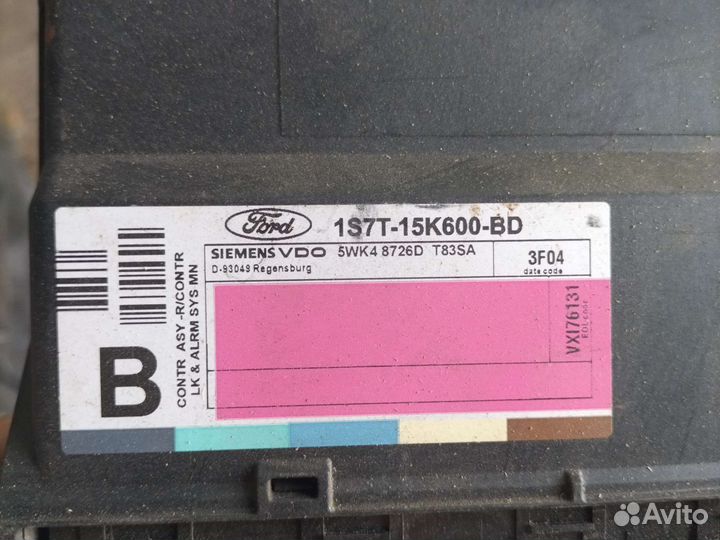 Ford
1S7T-15K600-BD
SIEMENS VDO 5WK4 8726D T83SA
D-93049 Regensburg
3F04
date code
VXI76131
EOL-code
CONTR ASY -R/CONTR
LK & ALRM SYS MN
B
Avito